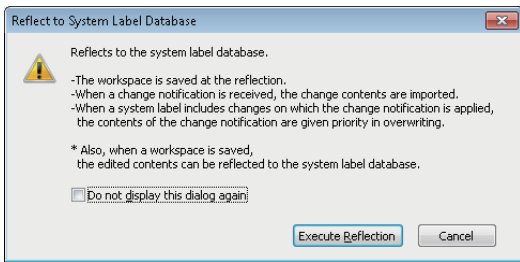 Reflect to System Label Database
Reflects to the system label database.
-The workspace is saved at the reflection.
-When a change notification is received, the change contents are imported.
-When a system label includes changes on which the change notification is applied,
the contents of the change notification are given priority in overwriting.
* Also, when a workspace is saved,
the edited contents can be reflected to the system label database.
Do not display this dialog again
Execute Reflection
Cancel